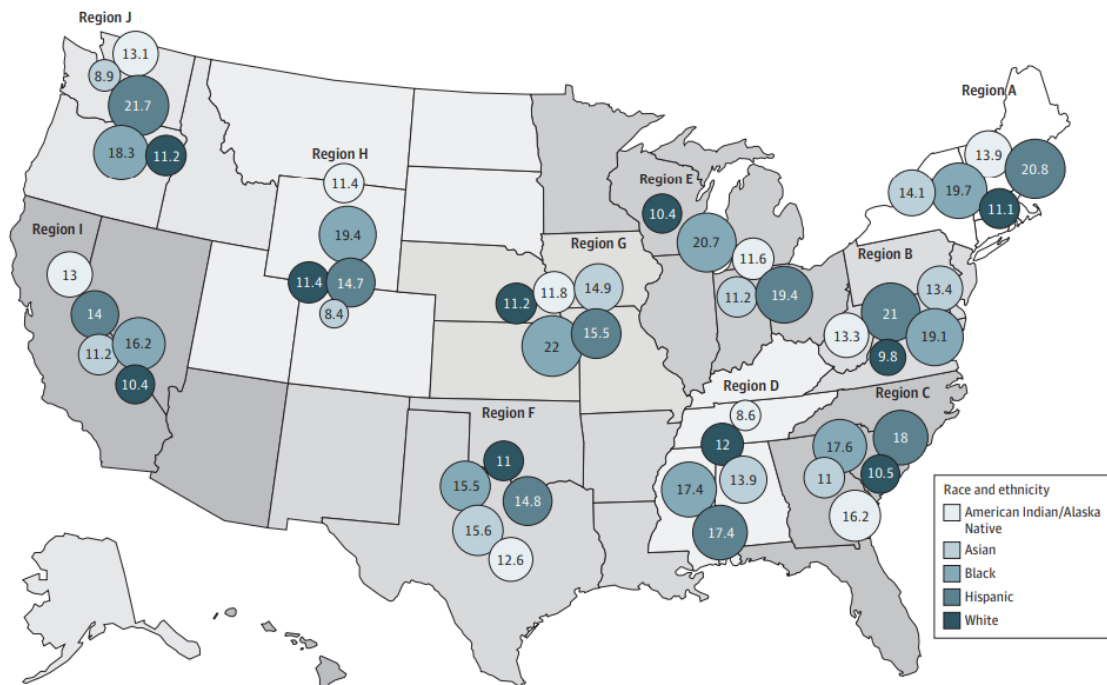 Region J
13.1
8.9
21.7
18.3
11.2
Region H
11.4
19.4
11.4
14.7
8.4
Region I
13
14
11.2
16.2
10.4
Region E
10.4
20.7
11.6
11.2
19.4
Region G
11.2
11.8
14.9
22
15.5
Region A
13.9
20.8
14.1
19.7
11.1
Region B
13.4
21
13.3
19.1
9.8
Region D
8.6
12
13.9
17.4
17.4
Region C
17.6
18
11
10.5
16.2
Region F
11
15.5
14.8
15.6
12.6
Race and ethnicity
American Indian/Alaska
Native
Asian
Black
Hispanic
White